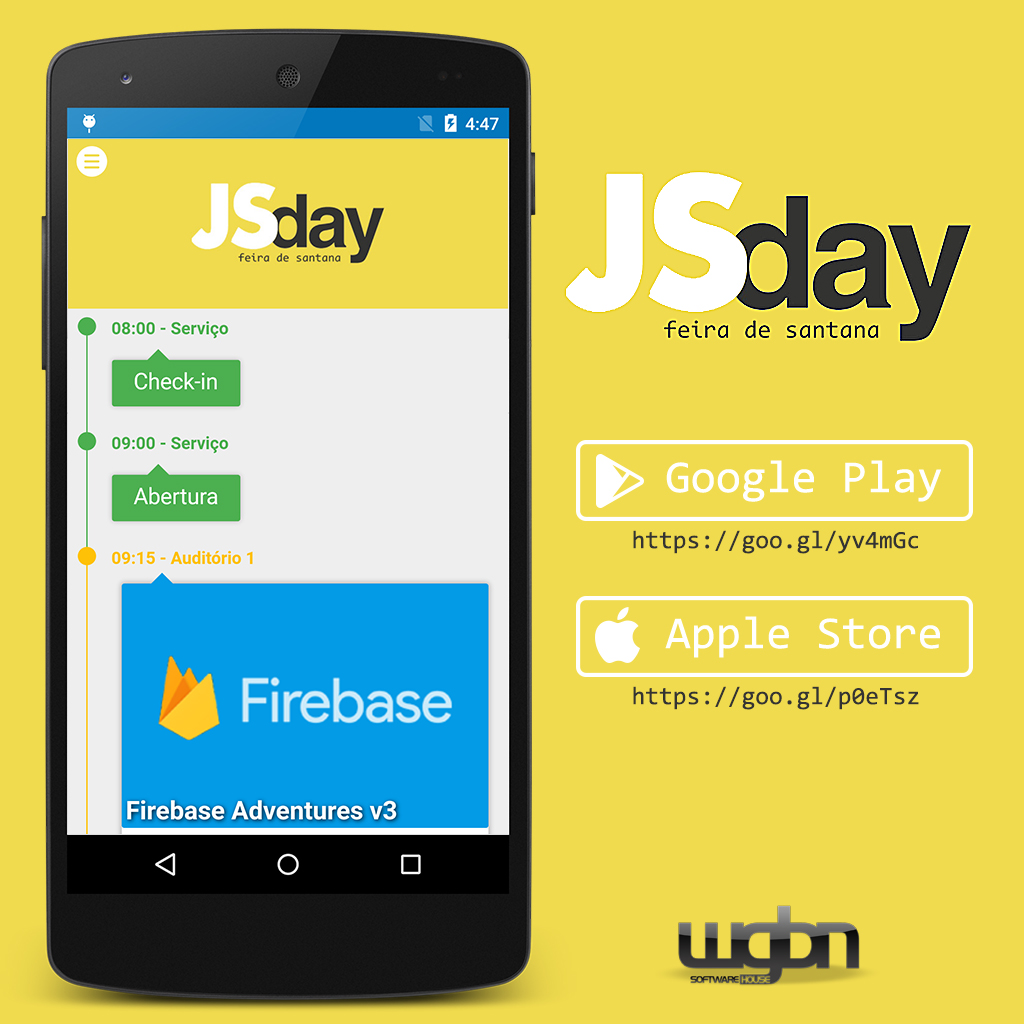 4:47
JSday
feira de santana
08:00 - Serviço
Check-in
09:00 - Serviço
Abertura
09:15 - Auditório 1
Firebase
Firebase Adventures v3
JSday
feira de santana
Google Play
https://goo.gl/yv4mGc
Apple Store
https://goo.gl/p0eTsz
wgbn
SOFTWARE HOUSE